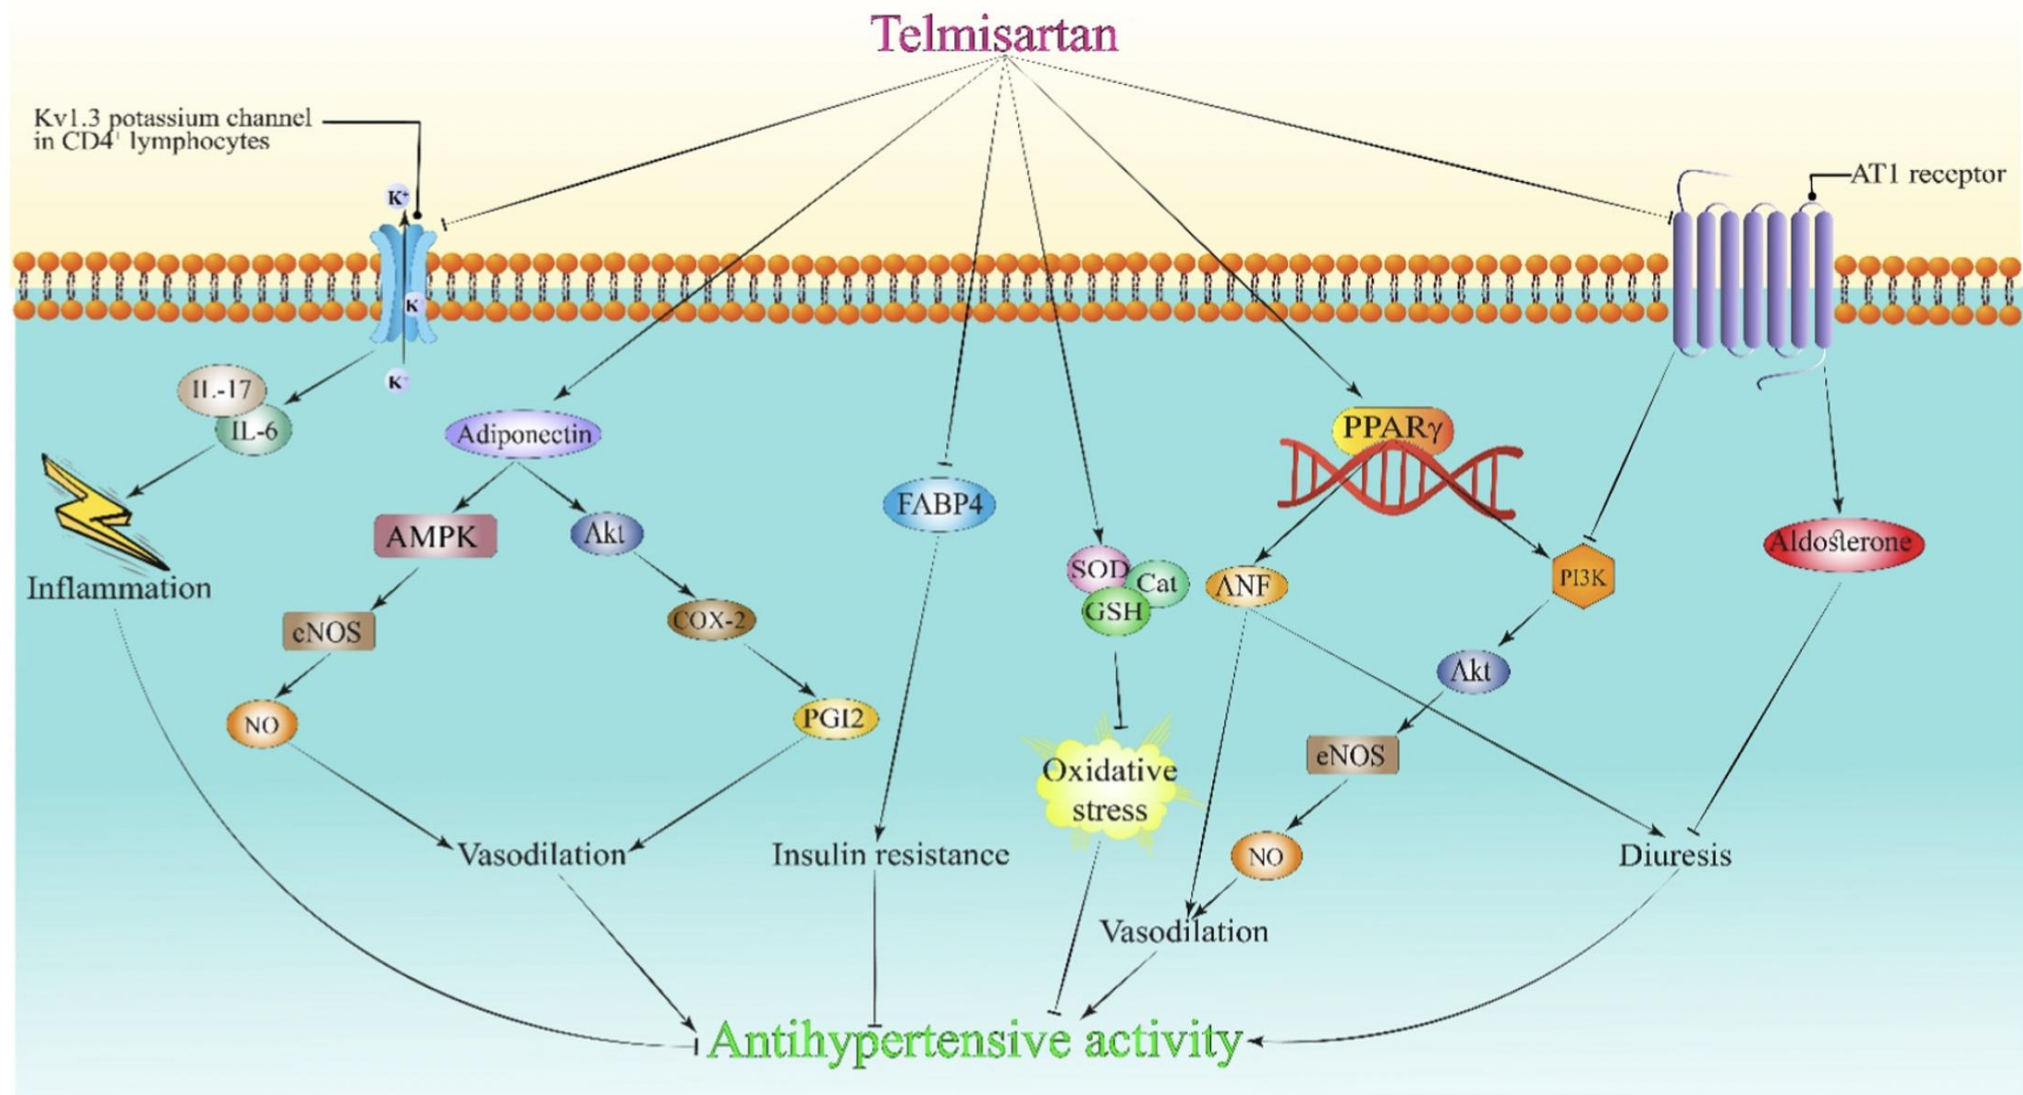 Telmisartan
Kv1.3 potassium channel
in CD4⁺ lymphocytes
AT1 receptor
K⁺
K
K
IL-17
IL-6
Adiponectin
PPARγ
FABP4
AMPK
Akt
Aldosterone
SOD
Cat
GSH
ANF
PI3K
Inflammation
eNOS
COX-2
Akt
NO
PGI2
eNOS
Oxidative
stress
Vasodilation
Insulin resistance
NO
Diuresis
Vasodilation
Antihypertensive activity